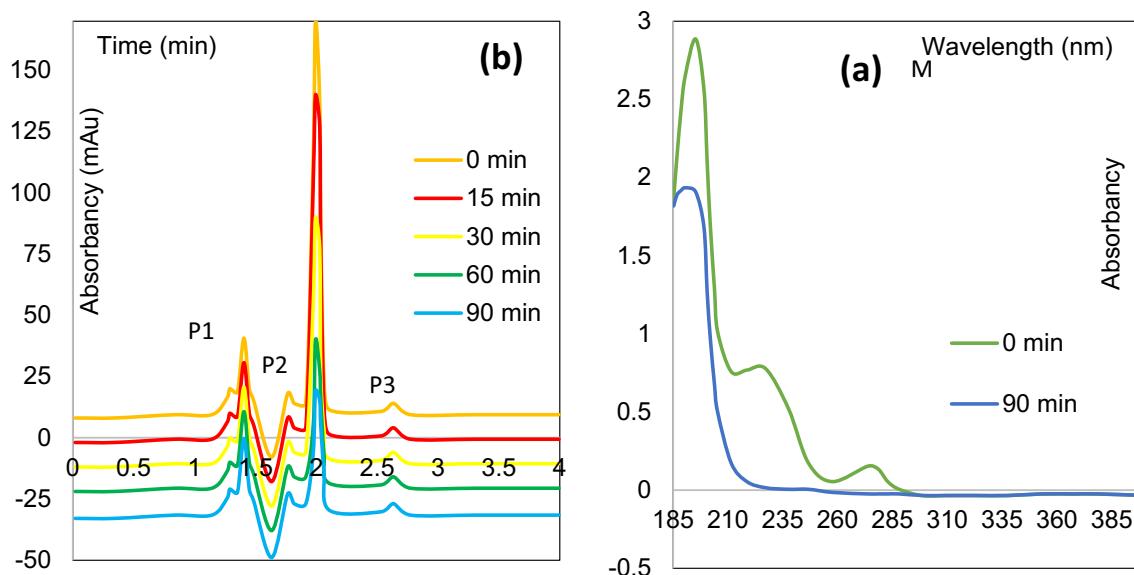 Time (min)
(b)
Absorbancy (mAu)
150
125
100
75
50
25
0
-25
-50
0 0.5 1 1.5 2 2.5 3 3.5 4
P1
P2
P3
0 min
15 min
30 min
60 min
90 min
Wavelength (nm)
(a)
M
Absorbancy
3
2.5
2
1.5
1
0.5
0
-0.5
185 210 235 260 285 310 335 360 385
0 min
90 min